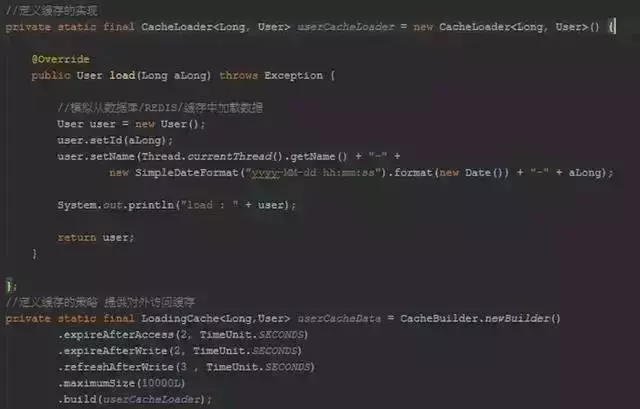 //定义缓存的实现
private static final CacheLoader<Long, User> userCacheLoader = new CacheLoader<Long, User>() {
@Override
public User load(Long aLong) throws Exception {
//模拟从数据库/REDIS/缓存中加载数据
User user = new User();
user.setId(aLong);
user.setName(Thread.currentThread().getName() + "-" +
new SimpleDateFormat("yyyy-MM-dd hh:mm:ss").format(new Date()) + "-" + aLong);
System.out.println("load : " + user);
return user;
}
};
//定义缓存的策略 提供对外访问缓存
private static final LoadingCache<Long,User> userCacheData = CacheBuilder.newBuilder()
.expireAfterAccess(2, TimeUnit.SECONDS)
.expireAfterWrite(2, TimeUnit.SECONDS)
.refreshAfterWrite(3 , TimeUnit.SECONDS)
.maximumSize(10000L)
.build(userCacheLoader);